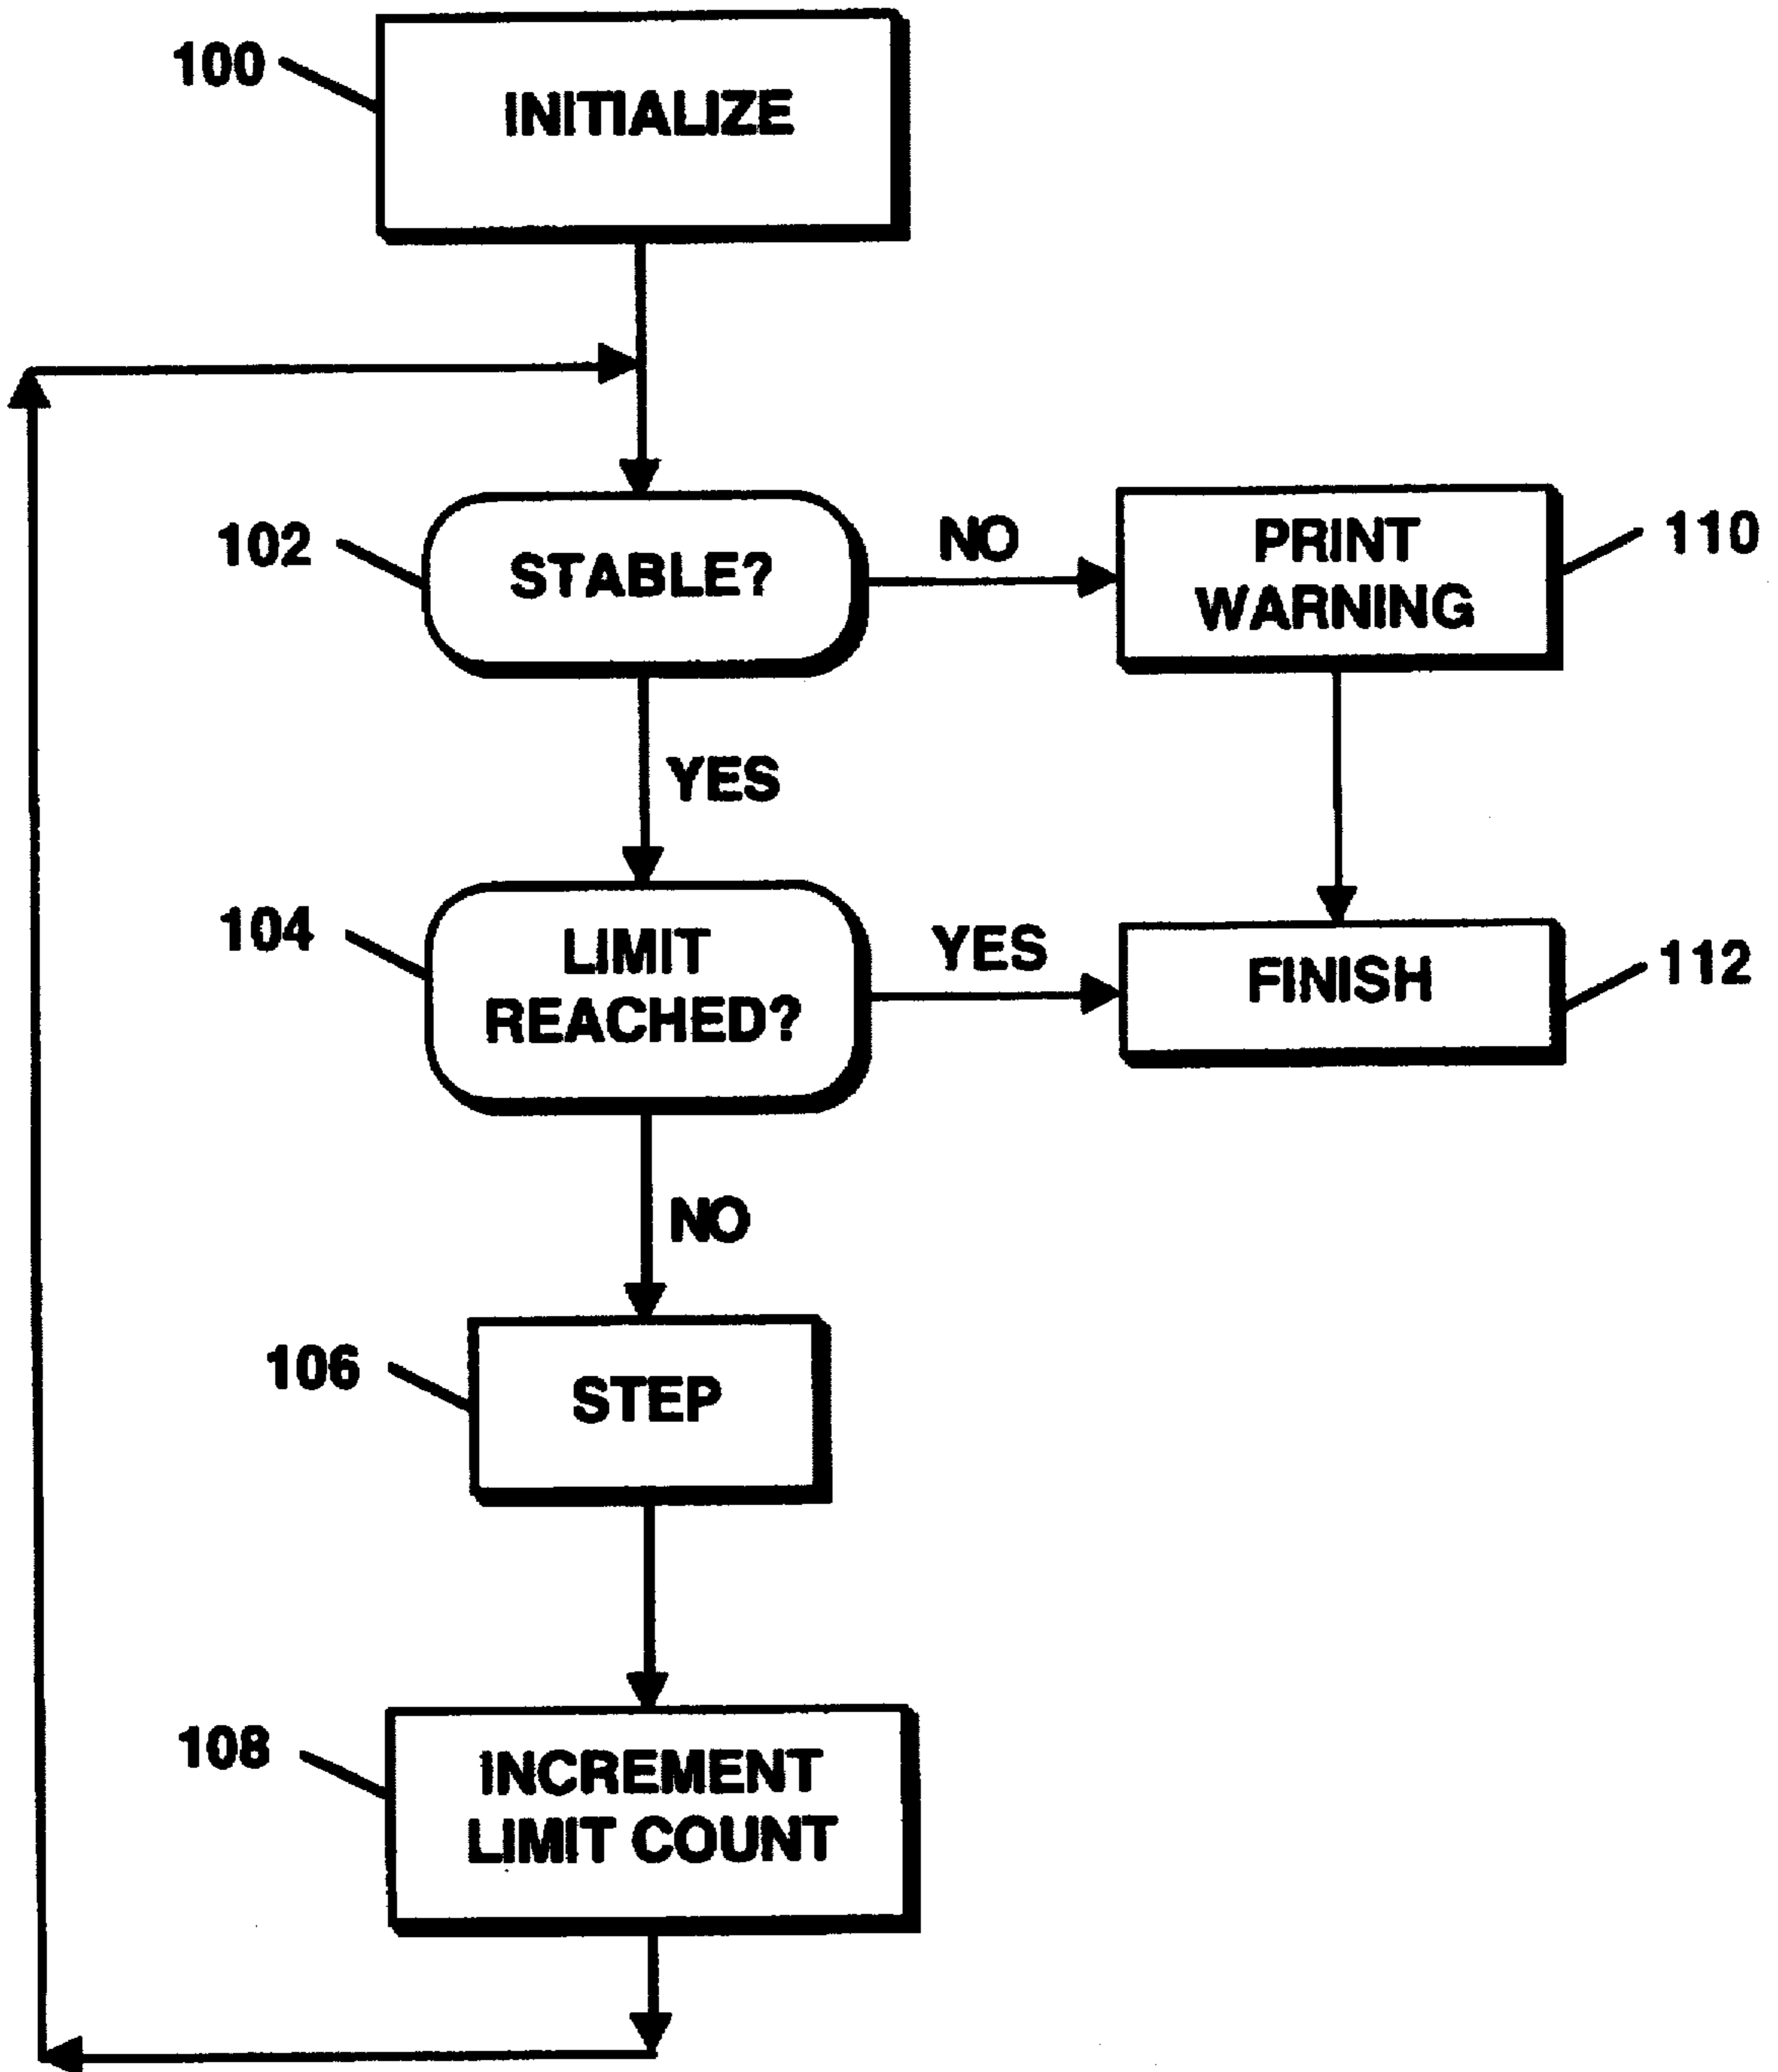 100
INITIALIZE
102
STABLE?
NO
PRINT
WARNING
110
YES
104
LIMIT
REACHED?
YES
FINISH
112
NO
106
STEP
108
INCREMENT
LIMIT COUNT